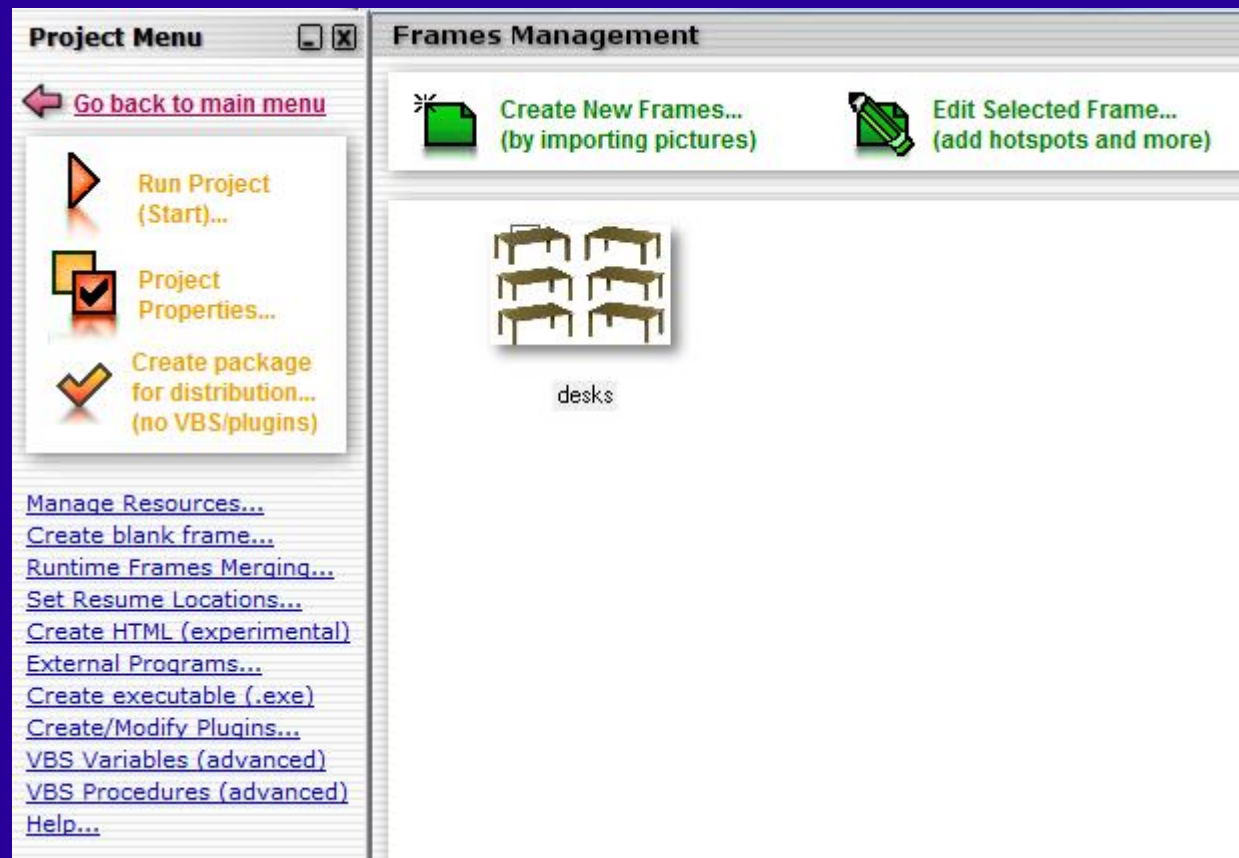 Project Menu
Go back to main menu
Run Project
(Start)...
Project
Properties...
Create package
for distribution...
(no VBS/plugins)
Manage Resources...
Create blank frame...
Runtime Frames Merging...
Set Resume Locations...
Create HTML (experimental)
External Programs...
Create executable (.exe)
Create/Modify Plugins...
VBS Variables (advanced)
VBS Procedures (advanced)
Help...
Frames Management
Create New Frames...
(by importing pictures)
Edit Selected Frame...
(add hotspots and more)
desks